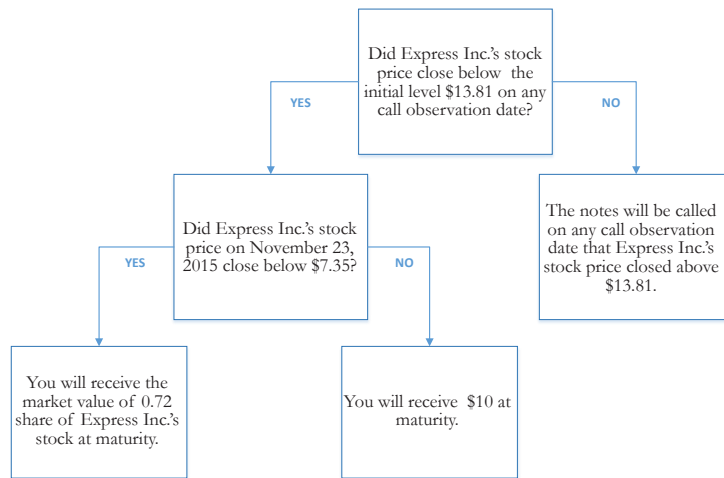 Did Express Inc.'s stock
price close below the
initial level $13.81 on any
call observation date?
YES
NO
Did Express Inc.'s stock
price on November 23,
2015 close below $7.35?
The notes will be called
on any call observation
date that Express Inc.'s
stock price closed above
$13.81.
YES
NO
You will receive the
market value of 0.72
share of Express Inc.'s
stock at maturity.
You will receive $10 at
maturity.